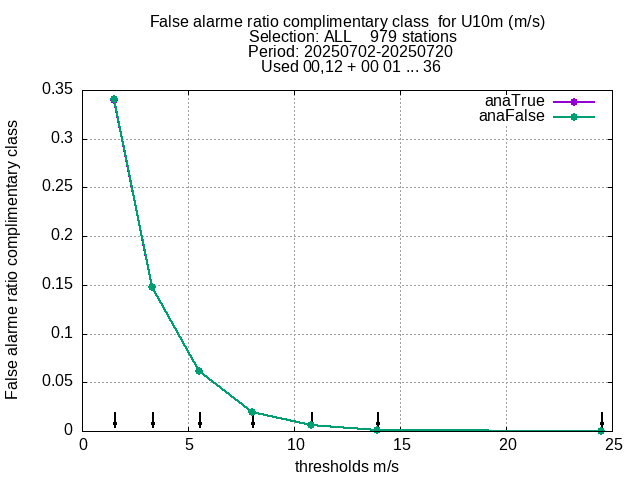 False alarme ratio complimentary class  for U10m (m/s)
Selection: ALL    979 stations
Period: 20250702-20250720
Used 00,12 + 00 01 ... 36
anaTrue
anaFalse
False alarme ratio complimentary class
0.35
0.3
0.25
0.2
0.15
0.1
0.05
0
0 5 10 15 20 25
thresholds m/s